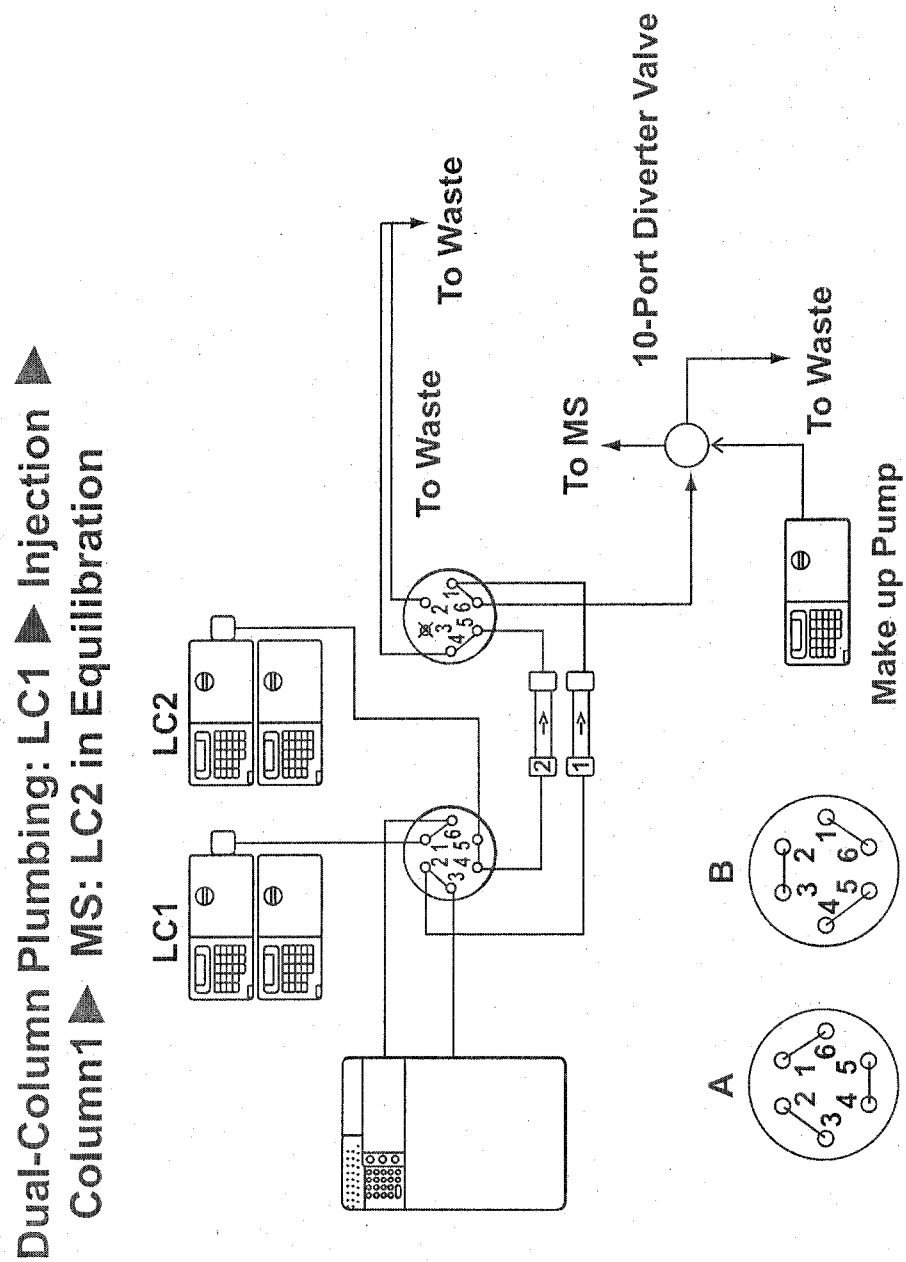 Dual-Column Plumbing: LC1 ▶ Injection ▶
Column1 ▶ MS: LC2 in Equilibration
LC1
LC2
1
2
3
4
5
6
1
2
3
4
5
6
To Waste
To Waste
2
1
To MS
10-Port Diverter Valve
To Waste
Make up Pump
A
1
2
3
4
5
6
B
1
2
3
4
5
6